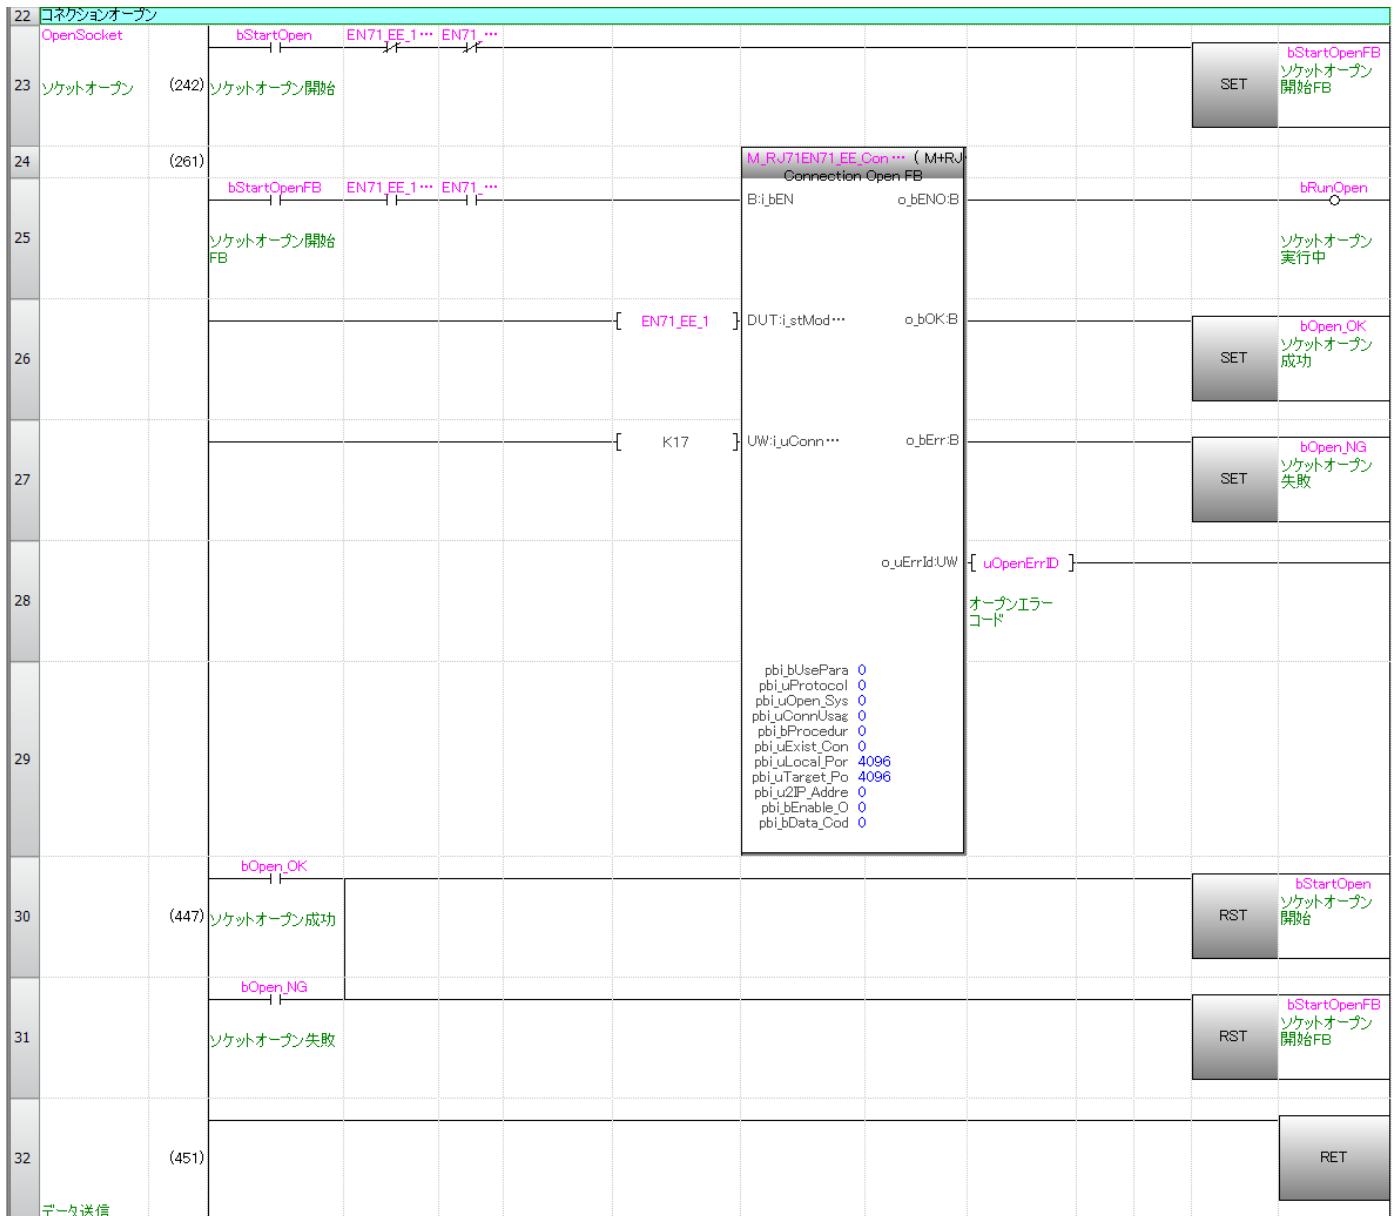 22 コネクションオープン
OpenSocket bStartOpen EN71_EE_1… EN71_…
bStartOpenFB
23 ソケットオープン (242) ソケットオープン開始 SET ソケットオープン
開始FB
24 (261) M_RJ71EN71_EE_Con… ( M+RJ
Connection Open FB
bStartOpenFB EN71_EE_1… EN71_… bRunOpen
B:i_bEN o_bENO:B
25 ソケットオープン開始 ソケットオープン
FB 実行中
[ EN71_EE_1 ] DUT:i_stMod… o_bOK:B
bOpen_OK
26 SET ソケットオープン
成功
[ K17 ] UW:i_uConn… o_bErr:B
bOpen_NG
27 SET ソケットオープン
失敗
o_uErrId:UW [ uOpenErrID ]
28 オープンエラー
コード
pbi_bUsePara 0
pbi_uProtocol 0
pbi_uOpen_Sys 0
pbi_uConnUsag 0
pbi_bProcedur 0
pbi_uExist_Con 0
29 pbi_uLocal_Por 4096
pbi_uTarget_Po 4096
pbi_u2IP_Addre 0
pbi_bEnable_O 0
pbi_bData_Cod 0
bOpen_OK
bStartOpen
30 (447) ソケットオープン成功 RST ソケットオープン
開始
bOpen_NG
bStartOpenFB
31 ソケットオープン失敗 RST ソケットオープン
開始FB
32 (451) RET
データ送信